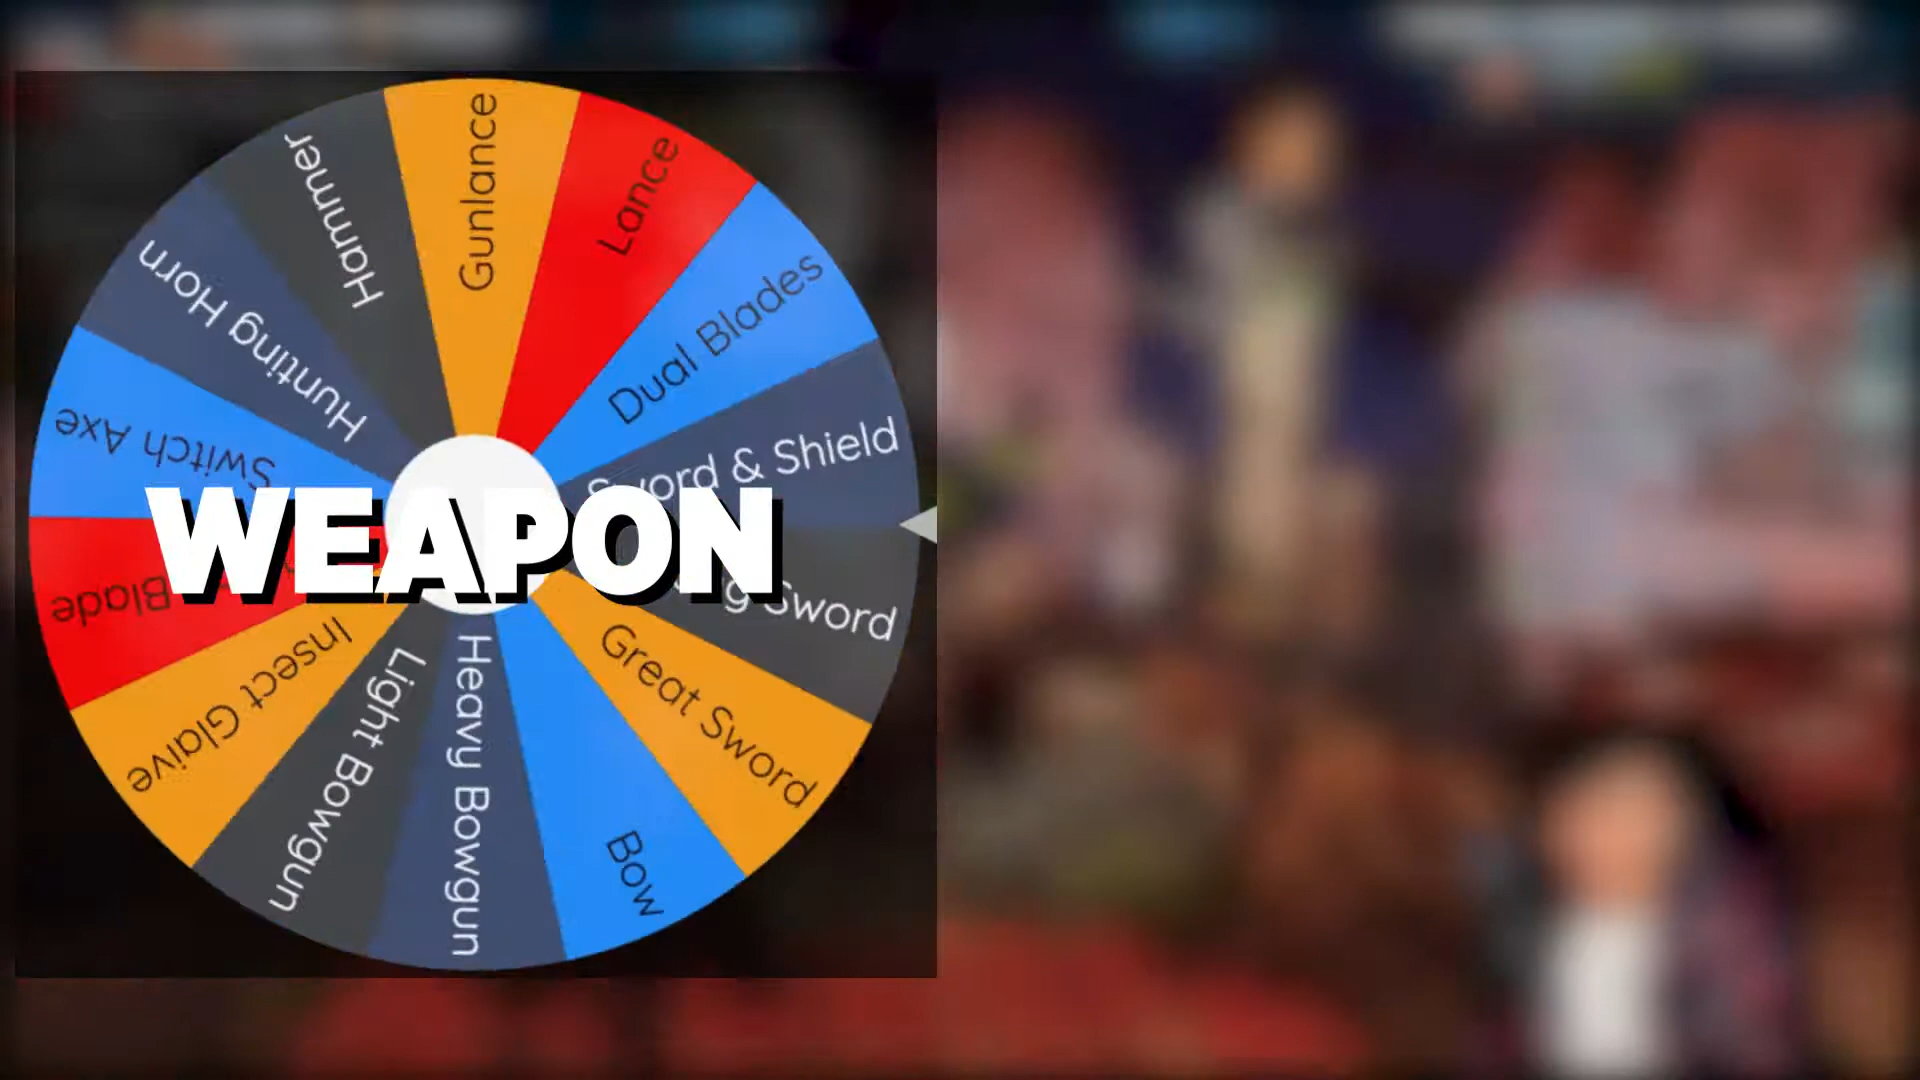 Gunlance
Lance
Dual Blades
Sword & Shield
Sword
Great Sword
Bow
Heavy Bowgun
Light Bowgun
Insect Glaive
Blade
Switch Axe
Hunting Horn
Hammer
WEAPON